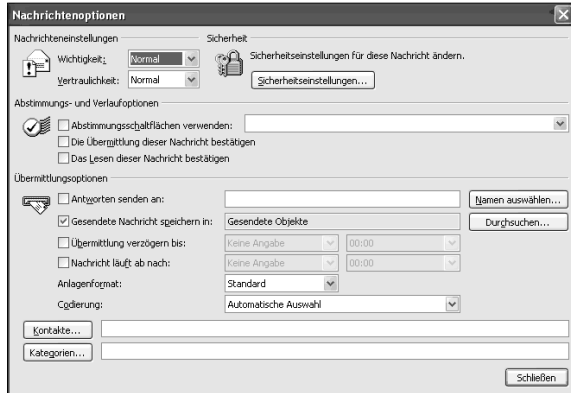 Nachrichtenoptionen
Nachrichteneinstellungen Sicherheit
Wichtigkeit: Normal Sicherheitseinstellungen für diese Nachricht ändern.
Vertraulichkeit: Normal Sicherheitseinstellungen...
Abstimmungs- und Verlaufoptionen
Abstimmungsschaltflächen verwenden:
Die Übermittlung dieser Nachricht bestätigen
Das Lesen dieser Nachricht bestätigen
Übermittlungsoptionen
Antworten senden an: Namen auswählen...
Gesendete Nachricht speichern in: Gesendete Objekte Durchsuchen...
Übermittlung verzögern bis: Keine Angabe 00:00
Nachricht läuft ab nach: Keine Angabe 00:00
Anlagenformat: Standard
Codierung: Automatische Auswahl
Kontakte...
Kategorien...
Schließen